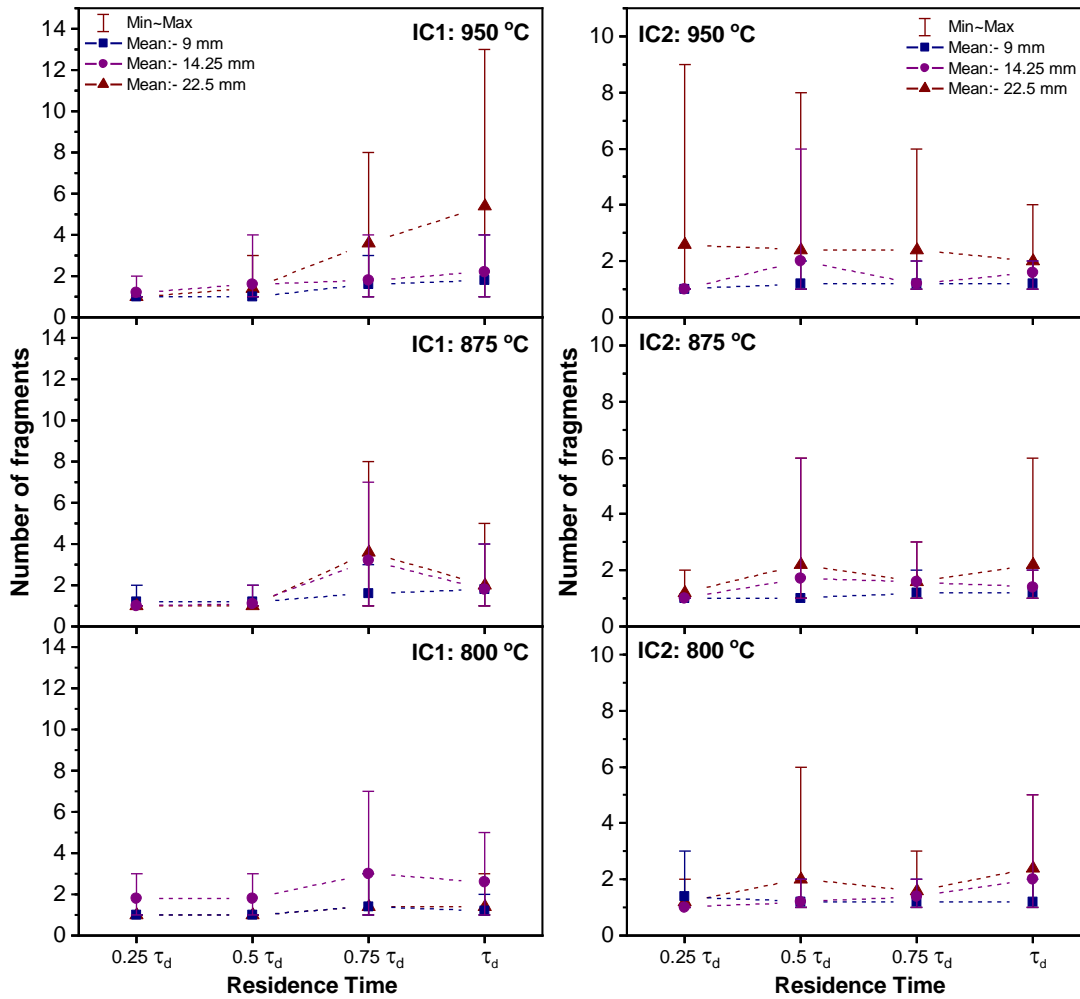 Min~Max
Mean:- 9 mm
Mean:- 14.25 mm
Mean:- 22.5 mm
IC1: 950 °C
14
12
10
8
6
4
2
0
IC2: 950 °C
Min~Max
Mean:- 9 mm
Mean:- 14.25 mm
Mean:- 22.5 mm
10
8
6
4
2
0
IC1: 875 °C
14
12
10
8
6
4
2
0
Number of fragments
IC2: 875 °C
10
8
6
4
2
0
Number of fragments
IC1: 800 °C
14
12
10
8
6
4
2
0
IC2: 800 °C
10
8
6
4
2
0
0.25 τd 0.5 τd 0.75 τd τd
Residence Time
0.25 τd 0.5 τd 0.75 τd τd
Residence Time